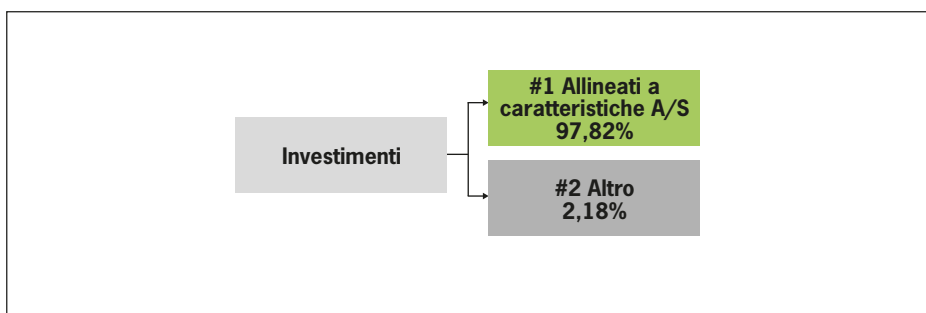 Investimenti
#1 Allineati a
caratteristiche A/S
97,82%
#2 Altro
2,18%